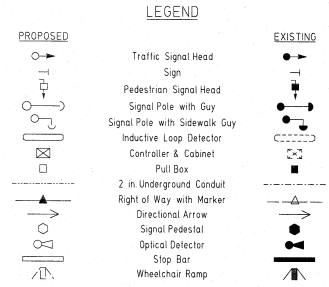 LEGEND
PROPOSED EXISTING
Traffic Signal Head
Sign
Pedestrian Signal Head
Signal Pole with Guy
Signal Pole with Sidewalk Guy
Inductive Loop Detector
Controller & Cabinet
Pull Box
2 in. Underground Conduit
Right of Way with Marker
Directional Arrow
Signal Pedestal
Optical Detector
Stop Bar
Wheelchair Ramp